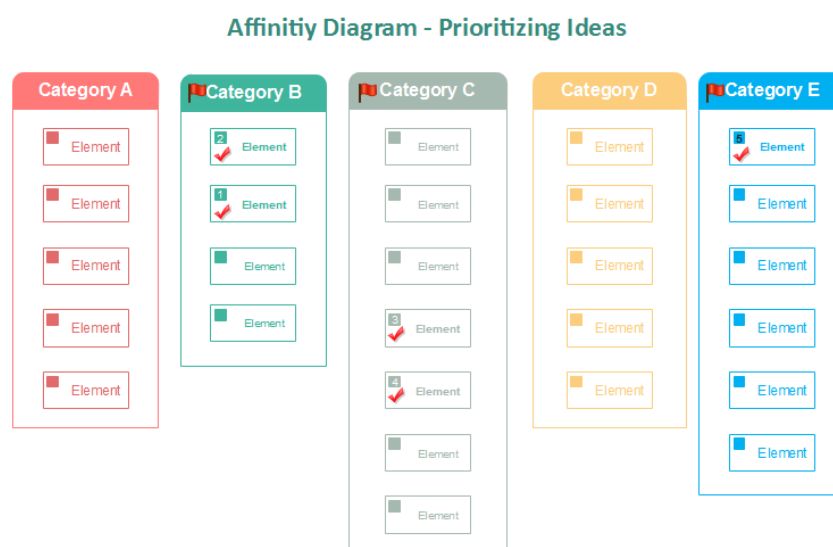 Affinitiy Diagram - Prioritizing Ideas
Category A
Element
Element
Element
Element
Element
Category B
2 Element
1 Element
Element
Element
Category C
Element
Element
Element
3 Element
4 Element
Element
Element
Category D
Element
Element
Element
Element
Element
Category E
5 Element
Element
Element
Element
Element
Element